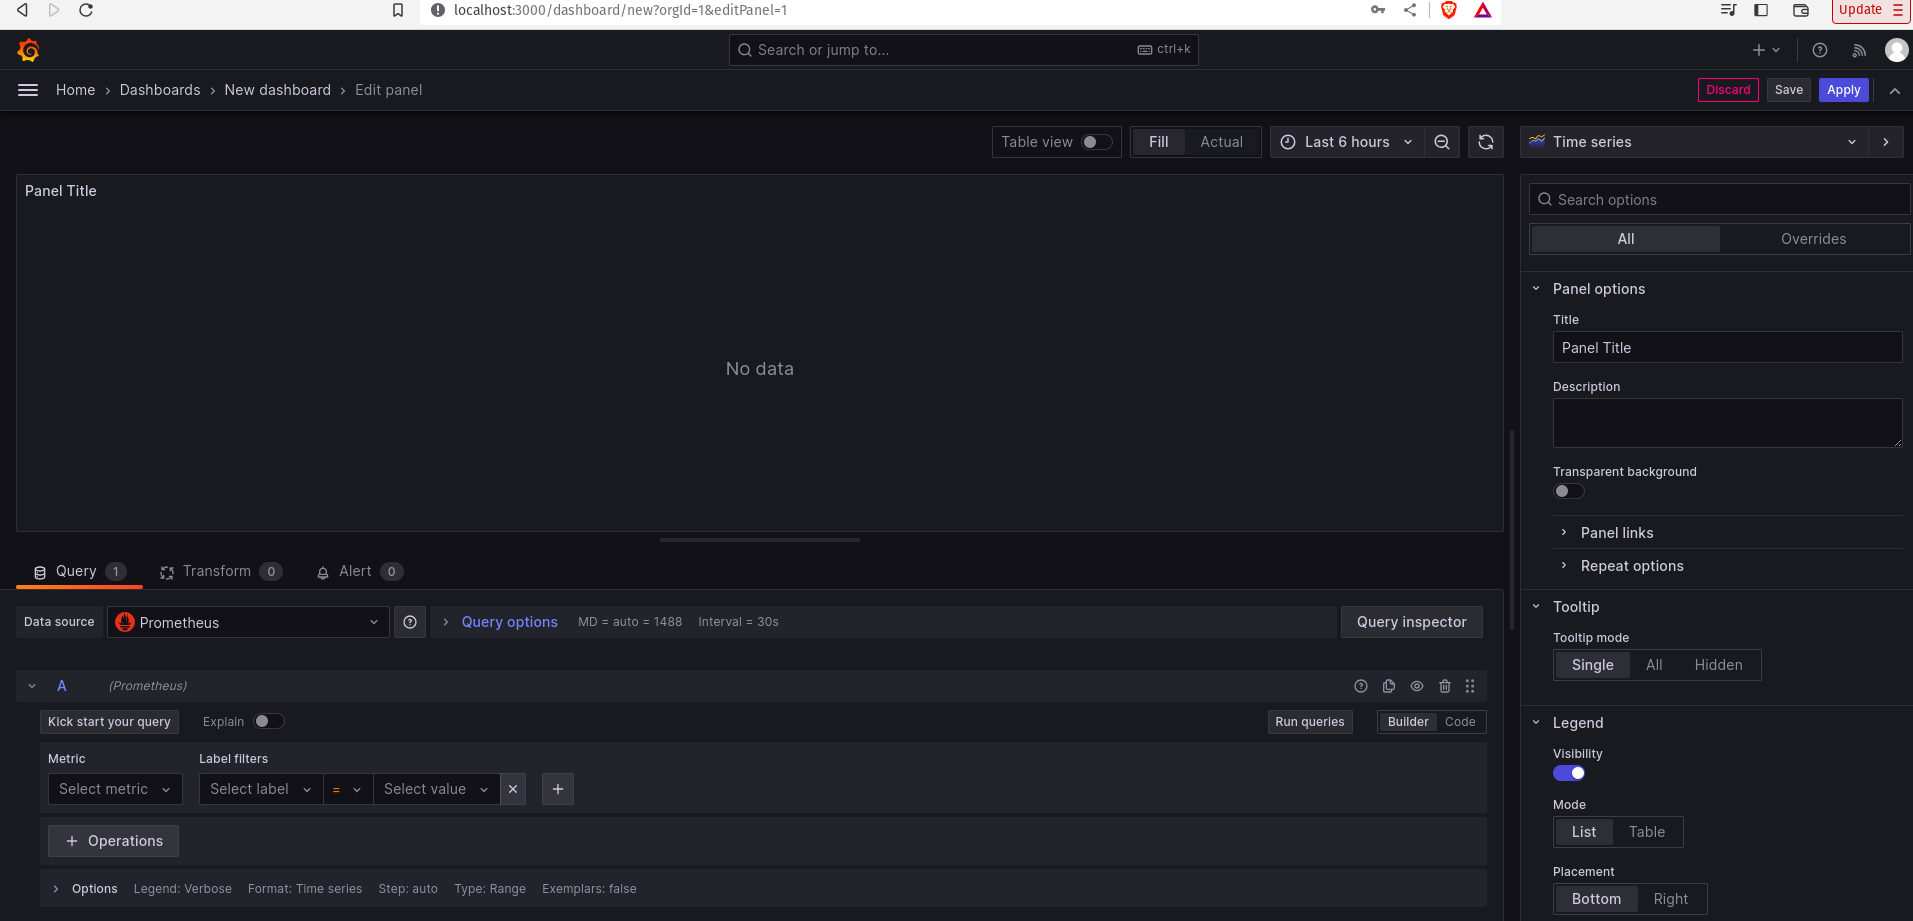 localhost:3000/dashboard/new?orgId=1&editPanel=1
Update
Search or jump to...
ctrl+k
Home › Dashboards › New dashboard › Edit panel
Discard
Save
Apply
Table view
Fill
Actual
Last 6 hours
Time series
Panel Title
No data
Search options
All
Overrides
Panel options
Title
Panel Title
Description
Transparent background
Panel links
Repeat options
Tooltip
Tooltip mode
Single
All
Hidden
Legend
Visibility
Mode
List
Table
Placement
Bottom
Right
Query 1
Transform 0
Alert 0
Data source
Prometheus
Query options
MD = auto = 1488
Interval = 30s
Query inspector
A
(Prometheus)
Kick start your query
Explain
Run queries
Builder
Code
Metric
Label filters
Select metric
Select label
=
Select value
+ Operations
Options
Legend: Verbose
Format: Time series
Step: auto
Type: Range
Exemplars: false